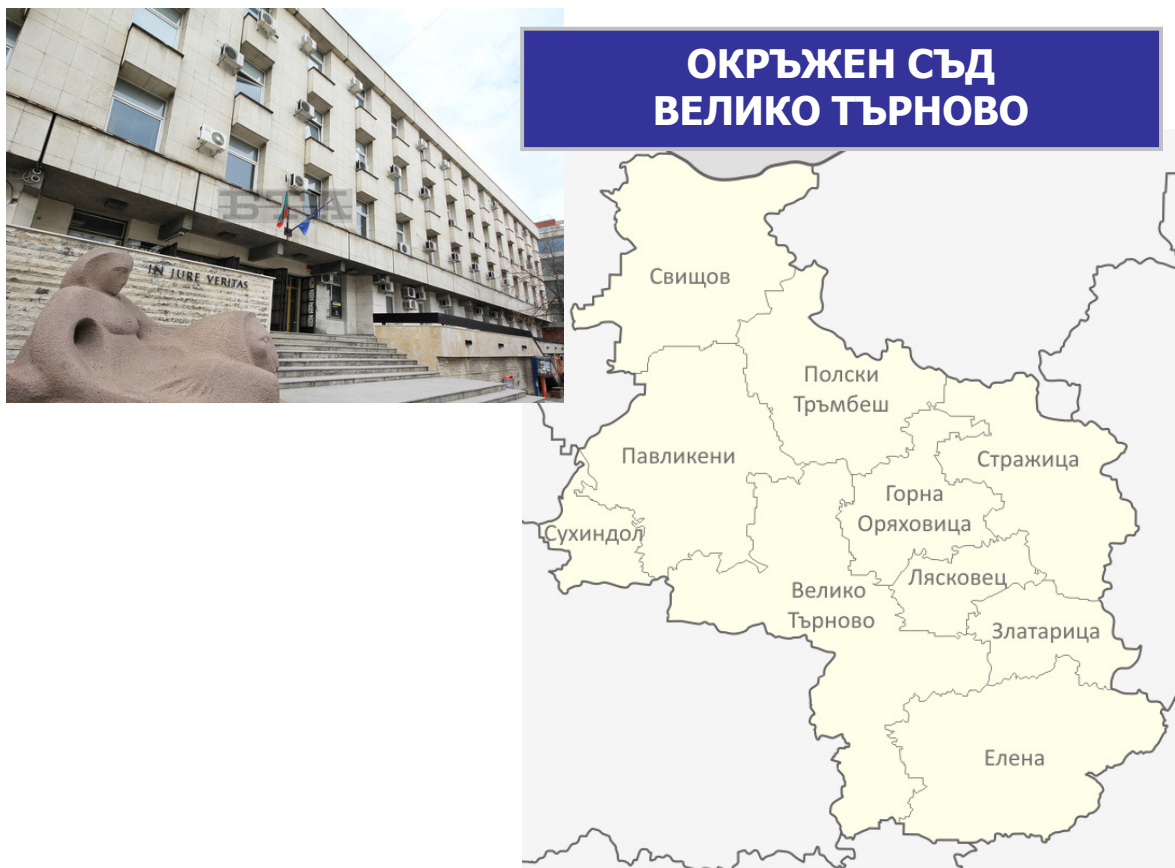 ОКРЪЖЕН СЪД
ВЕЛИКО ТЪРНОВО
БТА
IN JURE VERITAS
Свищов
Полски
Тръмбеш
Павликени
Стражица
Горна
Оряховица
Сухиндол
Лясковец
Велико
Търново
Златарица
Елена